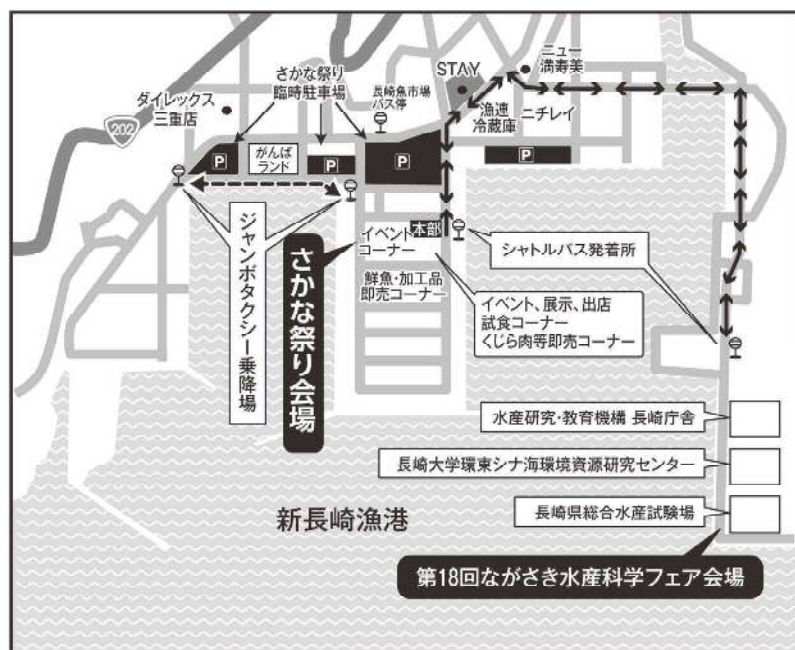 ニュー
満寿美
STAY
さかな祭り
臨時駐車場
長崎魚市場
バス停
ダイレックス
三重店
202
漁連
冷蔵庫
ニチレイ
P
がんば
ランド
P
P
P
イベント
コーナー
本部
シャトルバス発着所
鮮魚・加工品
即売コーナー
イベント、展示、出店
試食コーナー
くじら肉等即売コーナー
ジャンボタクシー乗降場
さかな祭り会場
水産研究・教育機構 長崎庁舎
長崎大学環東シナ海環境資源研究センター
長崎県総合水産試験場
新長崎漁港
第18回ながさき水産科学フェア会場